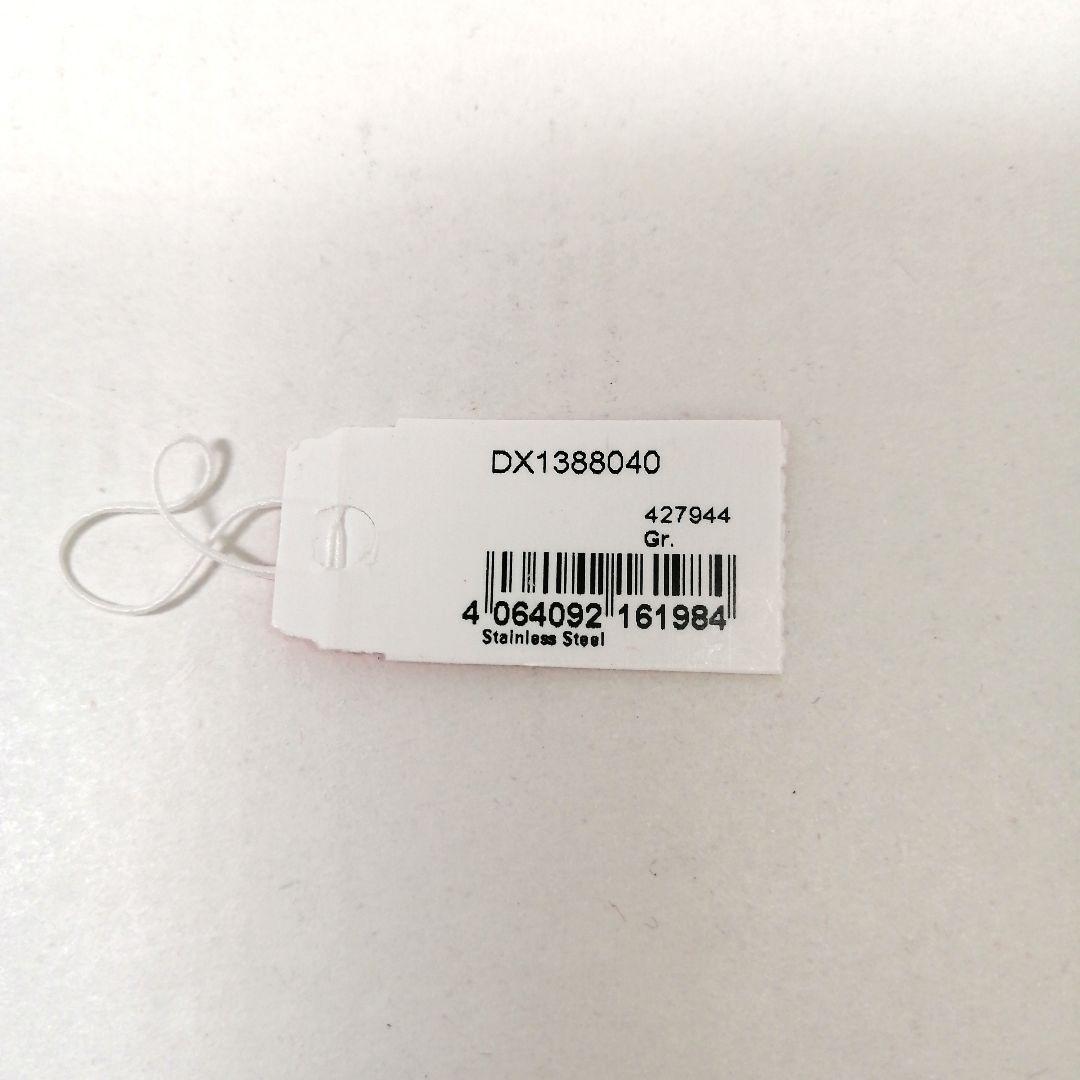 DX1388040
427944
Gr.
4 064092 161984
Stainless Steel